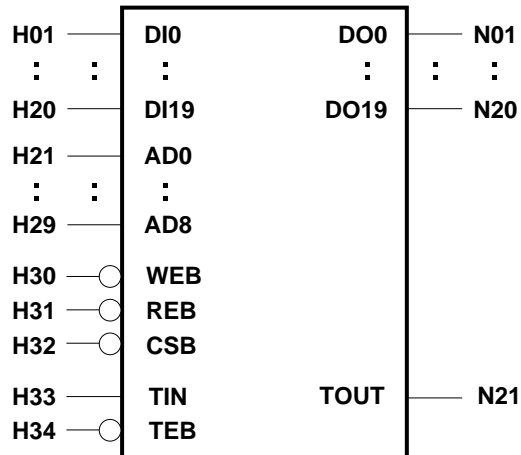 H01 DI0 DO0 N01
: : : : : :
H20 DI19 DO19 N20
H21 AD0
: : :
H29 AD8
H30 WEB
H31 REB
H32 CSB
H33 TIN TOUT N21
H34 TEB